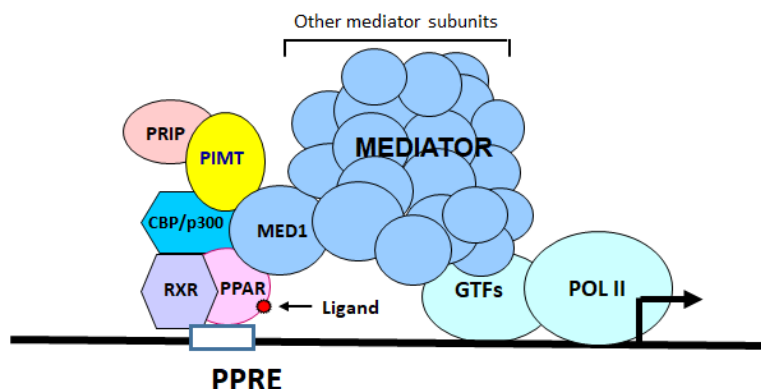 Other mediator subunits
PRIP
PIMT
MEDIATOR
CBP/p300
MED1
RXR
PPAR
GTFs
POL II
Ligand
PPRE